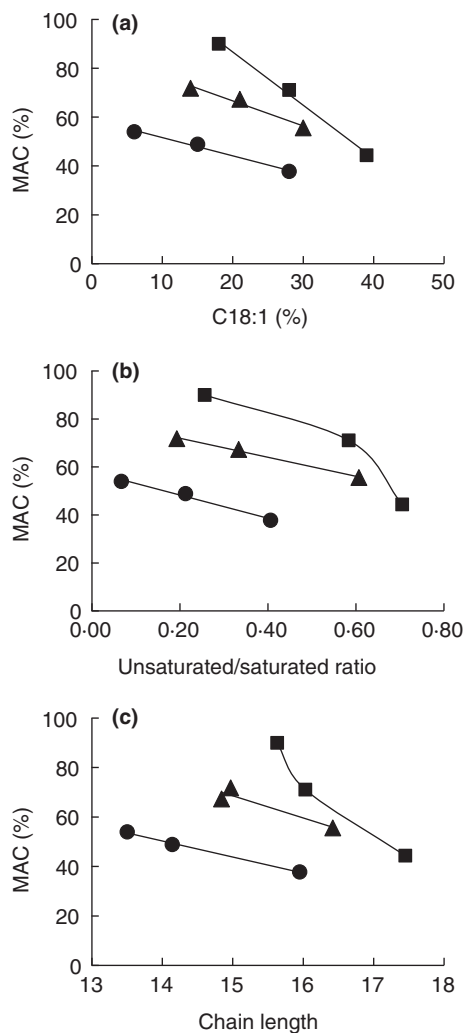 (a)
MAC (%)
100
80
60
40
20
0
0 10 20 30 40 50
C18:1 (%)
(b)
MAC (%)
100
80
60
40
20
0
0·00 0·20 0·40 0·60 0·80
Unsaturated/saturated ratio
(c)
MAC (%)
100
80
60
40
20
0
13 14 15 16 17 18
Chain length